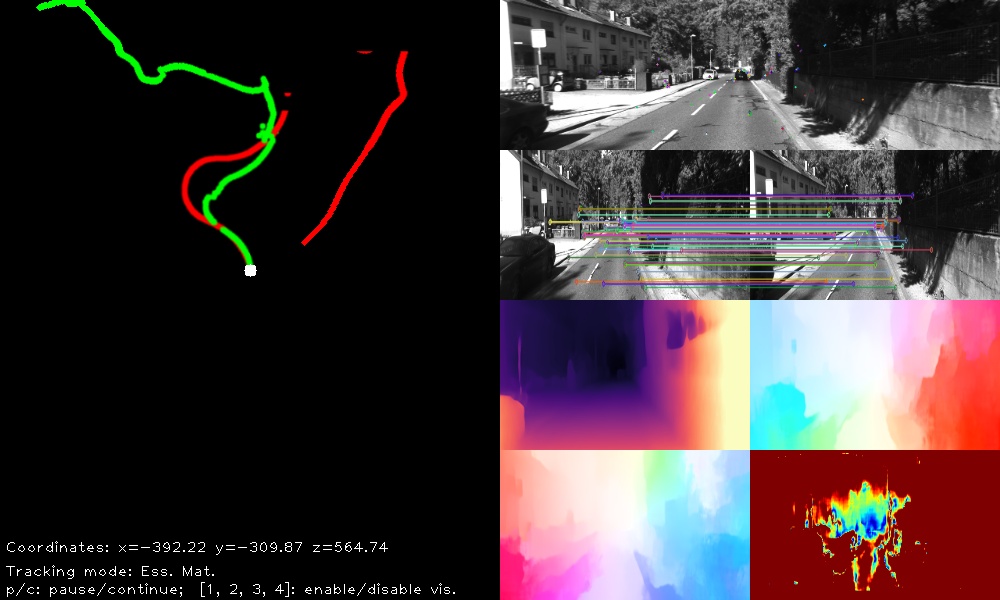 Coordinates: x=-392.22 y=-309.87 z=564.74
Tracking mode: Ess. Mat.
p/c: pause/continue; [1, 2, 3, 4]: enable/disable vis.